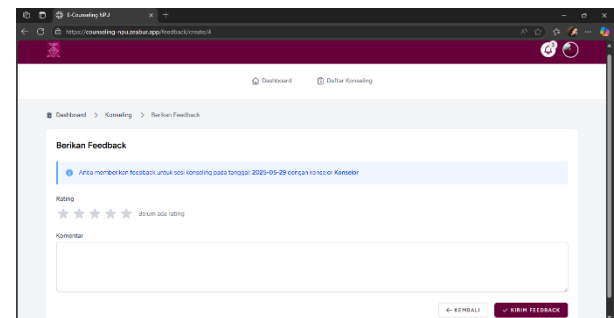 E-Counseling NPJ
https://counseling-npu.zeabur.app/feedback/create/4
Dashboard
Daftar Konseling
Dashboard > Konseling > Berikan Feedback
Berikan Feedback
Anda memberikan feedback untuk sesi konseling pada tanggal: 2025-05-29 dengan konselor Konselor
Rating
Belum ada rating
Komentar
← KEMBALI
✓ KIRIM FEEDBACK